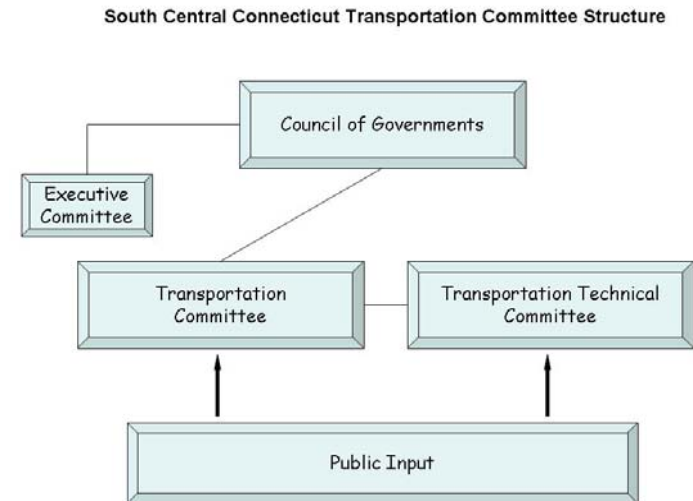 South Central Connecticut Transportation Committee Structure
Council of Governments
Executive
Committee
Transportation
Committee
Transportation Technical
Committee
Public Input